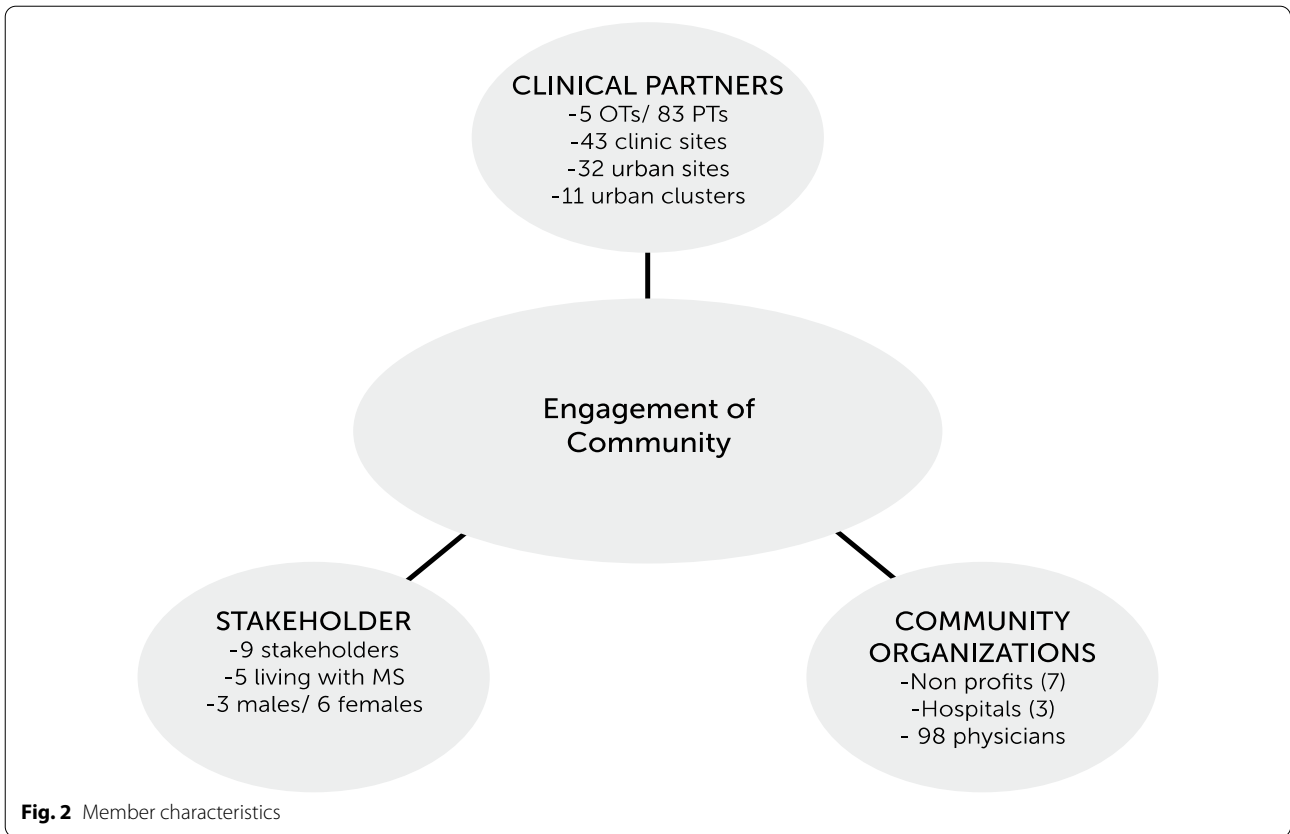 CLINICAL PARTNERS
-5 OTs/ 83 PTs
-43 clinic sites
-32 urban sites
-11 urban clusters
Engagement of
Community
STAKEHOLDER
-9 stakeholders
-5 living with MS
-3 males/ 6 females
COMMUNITY
ORGANIZATIONS
-Non profits (7)
-Hospitals (3)
- 98 physicians
Fig. 2 Member characteristics